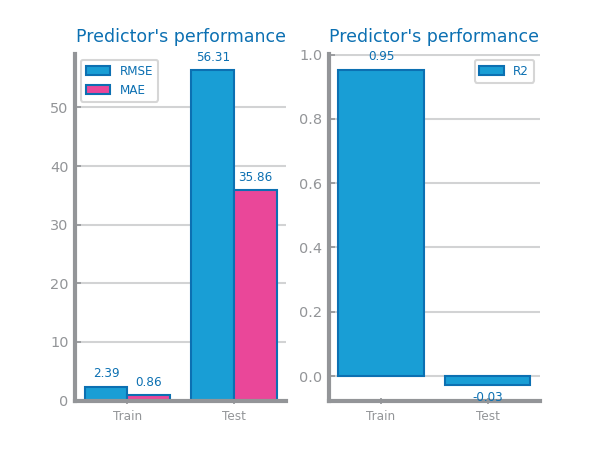 Predictor's performance
RMSE
MAE
56.31
35.86
2.39
0.86
50
40
30
20
10
0
Train
Test
Predictor's performance
R2
0.95
-0.03
1.0
0.8
0.6
0.4
0.2
0.0
Train
Test